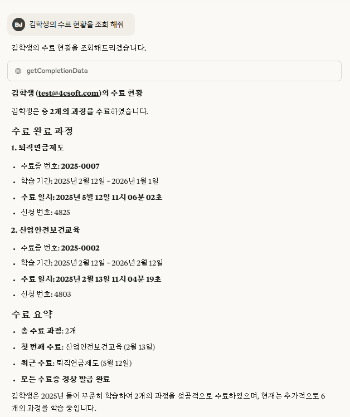 BJ 김학생의 수료 현황을 조회해 줘
김학생의 수료 현황을 조회해드리겠습니다.
getCompletionData
김학생(test@4csoft.com)의 수료 현황
김학생은 총 2개의 과정을 수료하였습니다.
수료 완료 과정
1. 퇴직연금제도
• 수료증 번호: 2025-0007
• 학습 기간: 2025년 2월 12일 ~ 2026년 1월 1일
• 수료 일시: 2025년 5월 12일 11시 06분 02초
• 신청 번호: 4825
2. 산업안전보건교육
• 수료증 번호: 2025-0002
• 학습 기간: 2025년 2월 12일 ~ 2026년 2월 12일
• 수료 일시: 2025년 2월 13일 11시 04분 19초
• 신청 번호: 4803
수료 요약
• 총 수료 과정: 2개
• 첫 번째 수료: 산업안전보건교육 (2월 13일)
• 최근 수료: 퇴직연금제도 (5월 12일)
• 모든 수료증 정상 발급 완료
김학생은 2025년 들어 꾸준히 학습하여 2개의 과정을 성공적으로 수료하였으며, 현재는 추가적으로 6
개의 과정을 학습 중입니다.